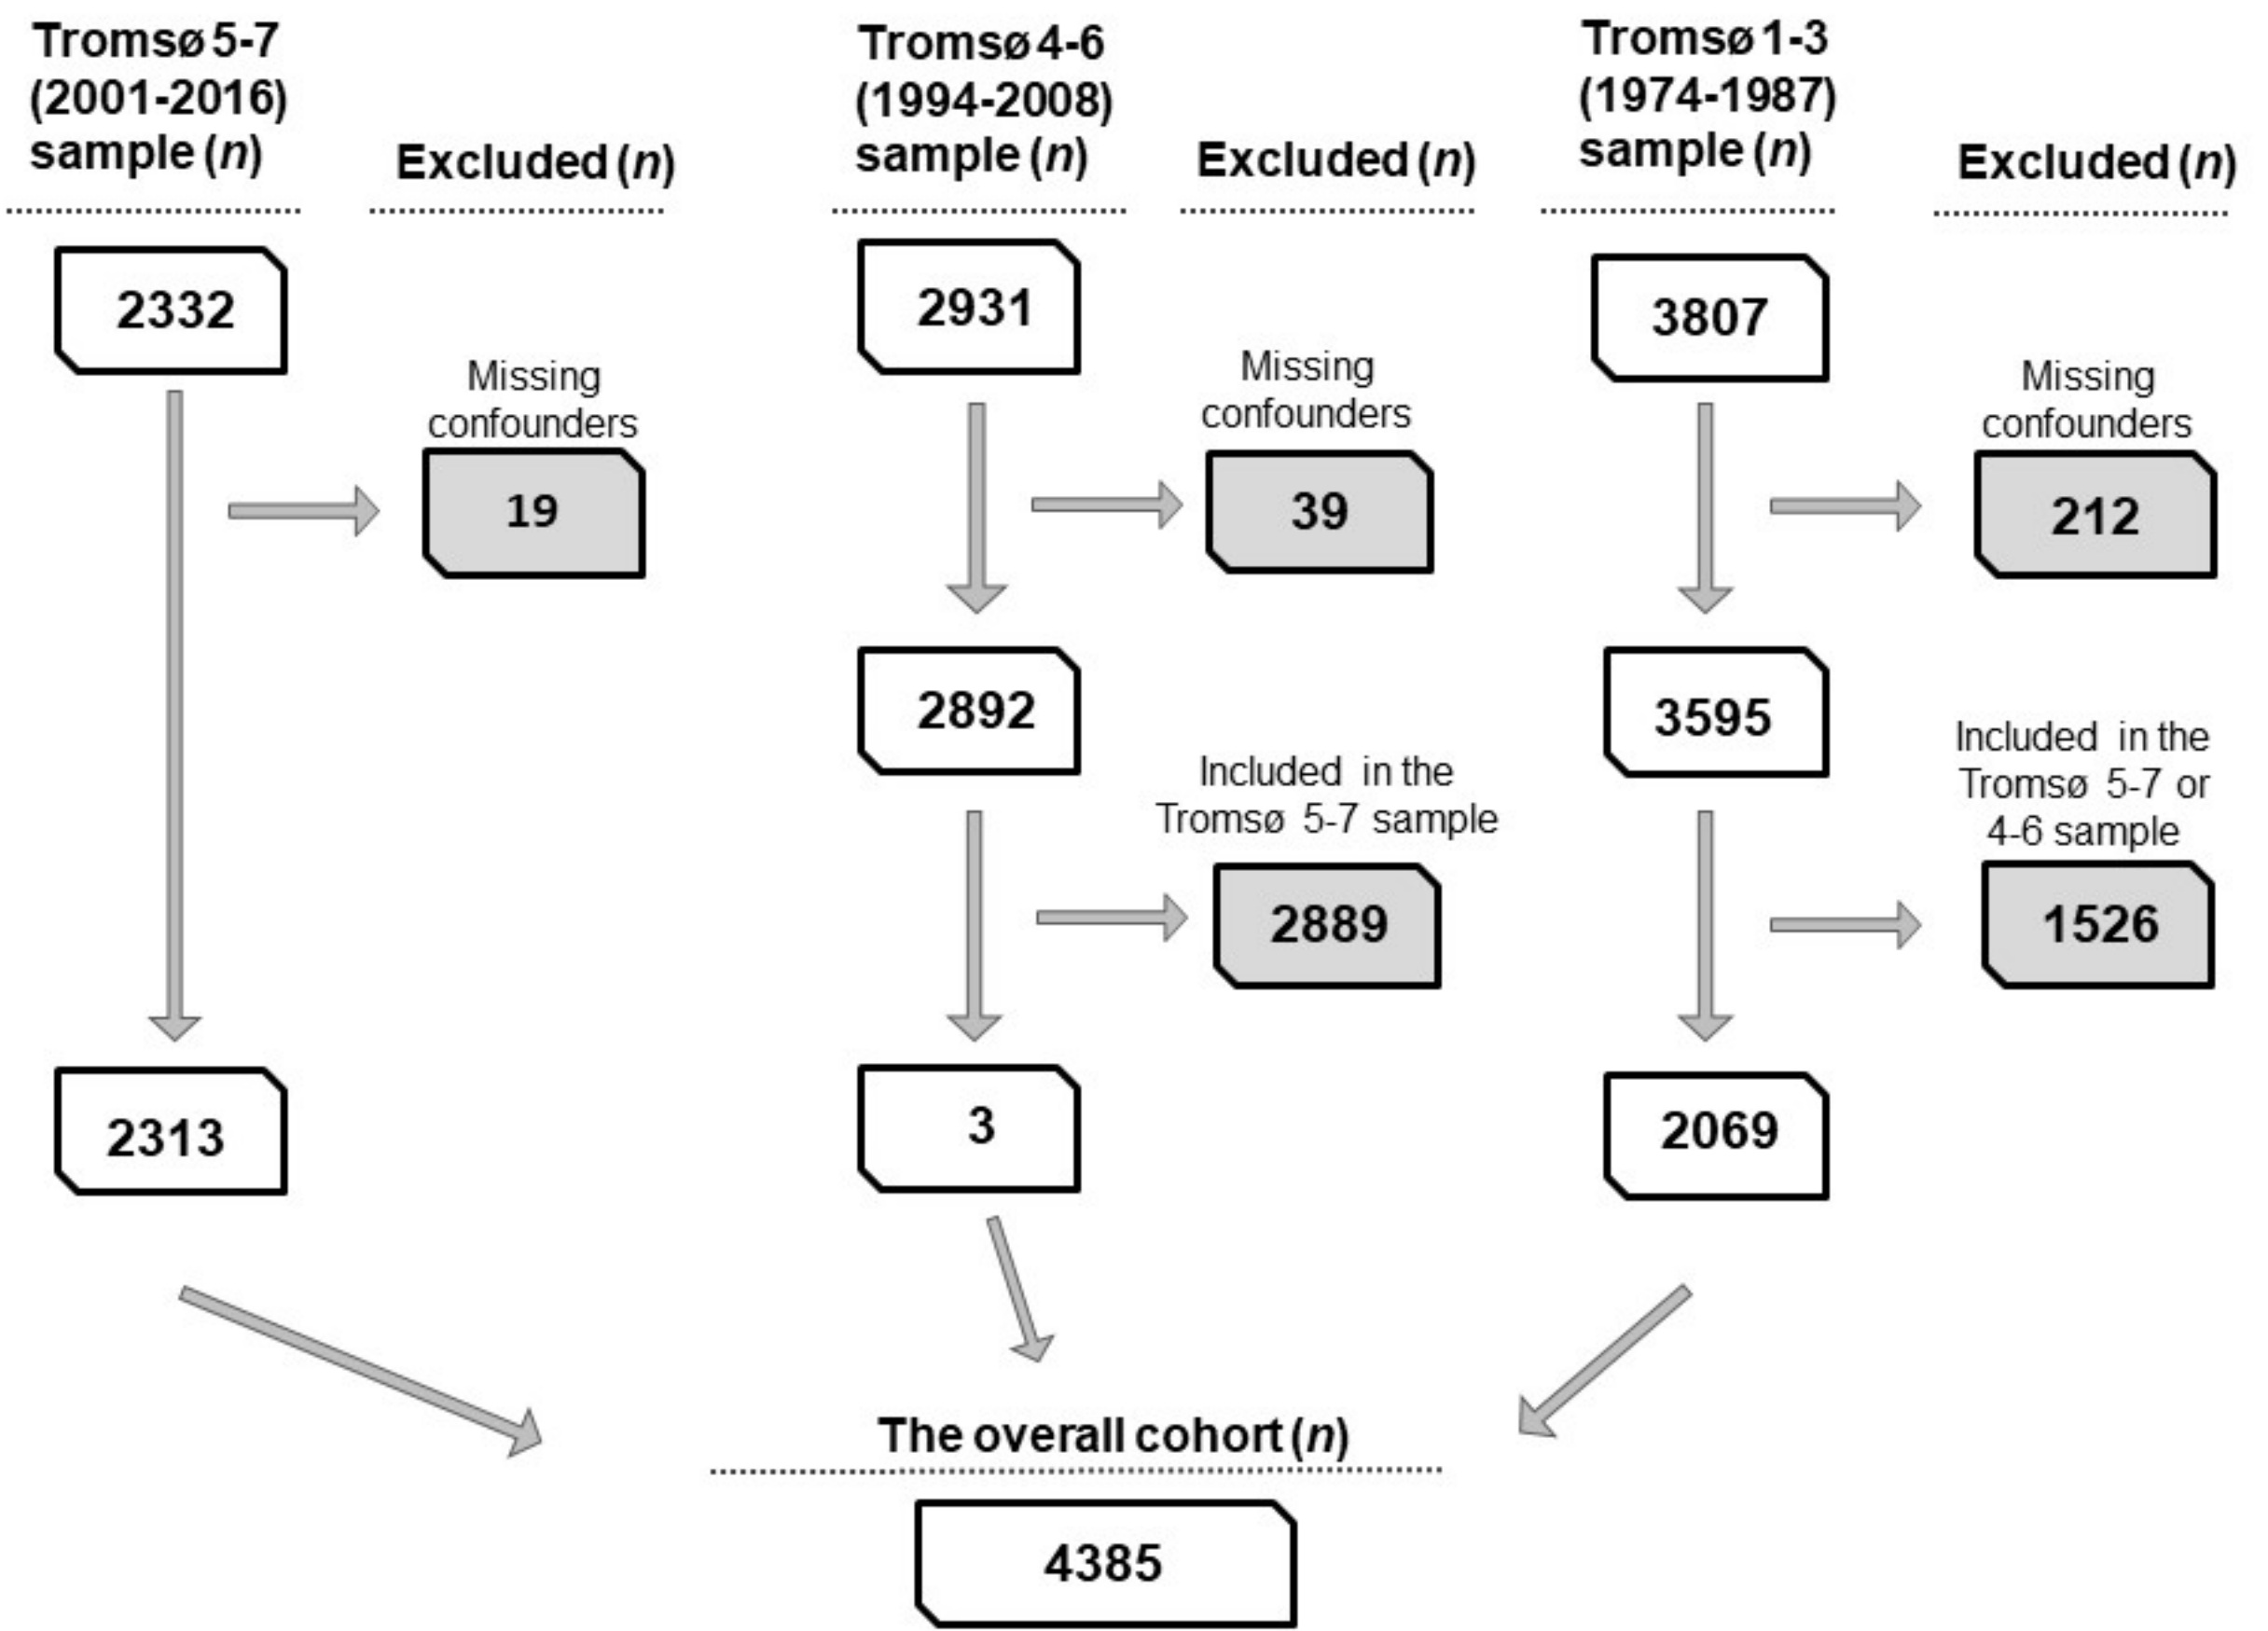 Tromsø 5-7
(2001-2016)
sample (n)
Excluded (n)
Tromsø 4-6
(1994-2008)
sample (n)
Excluded (n)
Tromsø 1-3
(1974-1987)
sample (n)
Excluded (n)
2332
2931
3807
Missing
confounders
19
Missing
confounders
39
Missing
confounders
212
2892
3595
Included in the
Tromsø 5-7 sample
2889
Included in the
Tromsø 5-7 or
4-6 sample
1526
2313
3
2069
The overall cohort (n)
4385